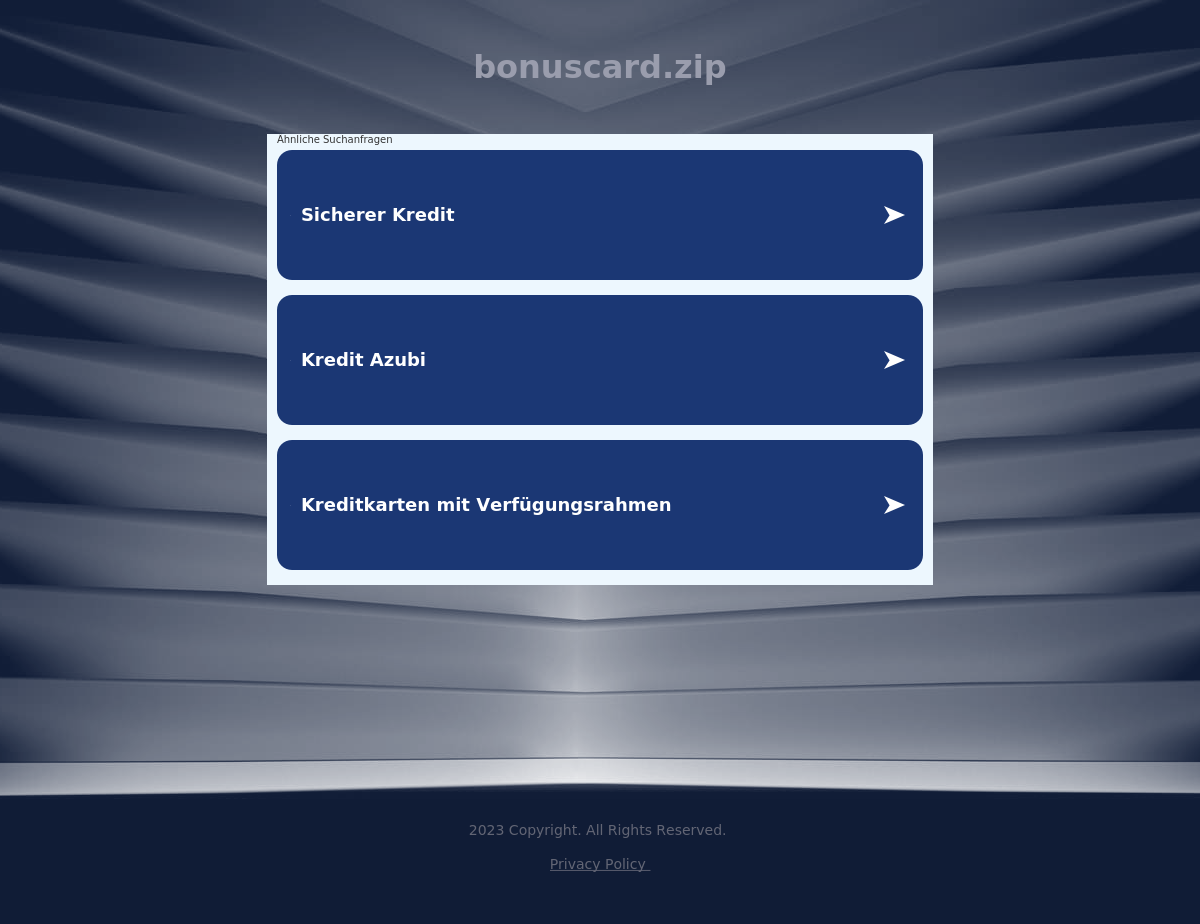 bonuscard.zip
Ähnliche Suchanfragen
Sicherer Kredit
Kredit Azubi
Kreditkarten mit Verfügungsrahmen
2023 Copyright. All Rights Reserved.
Privacy Policy